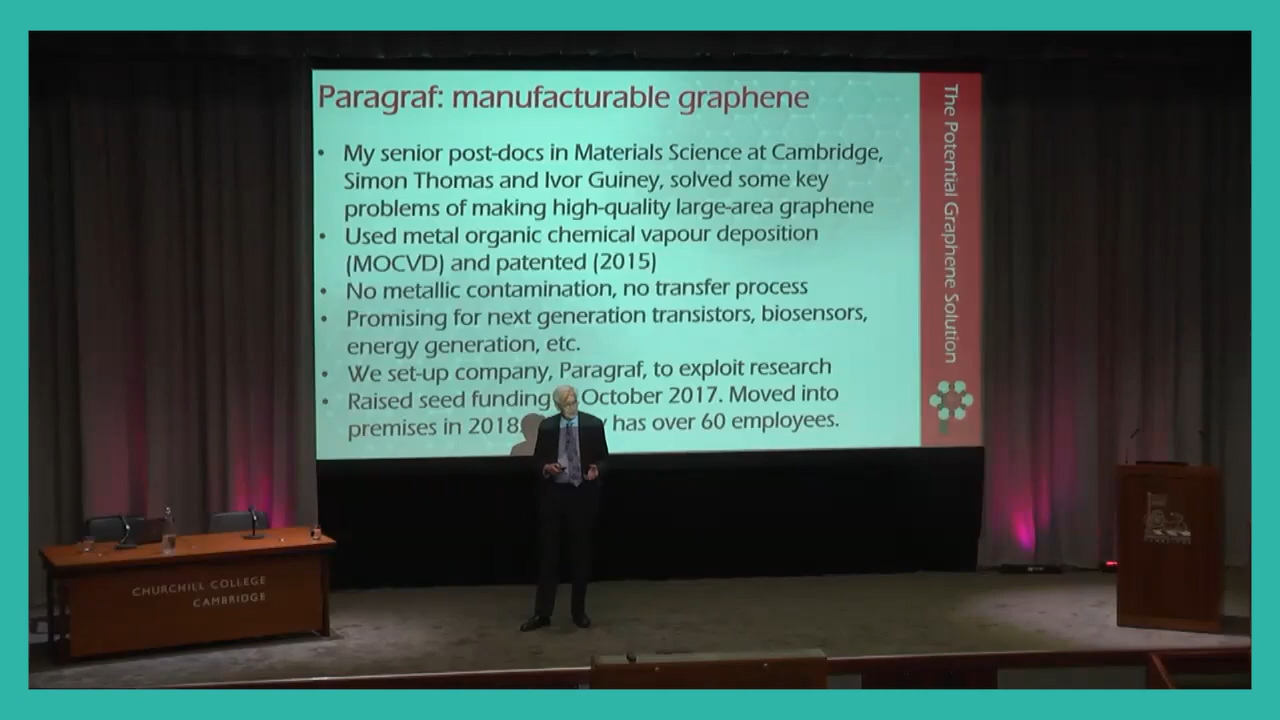 Paragraf: manufacturable graphene
• My senior post-docs in Materials Science at Cambridge,
Simon Thomas and Ivor Guiney, solved some key
problems of making high-quality large-area graphene
• Used metal organic chemical vapour deposition
(MOCVD) and patented (2015)
• No metallic contamination, no transfer process
• Promising for next generation transistors, biosensors,
energy generation, etc.
• We set-up company, Paragraf, to exploit research
• Raised seed funding October 2017. Moved into
premises in 2018 has over 60 employees.
The Potential Graphene Solution
CHURCHILL COLLEGE
CAMBRIDGE